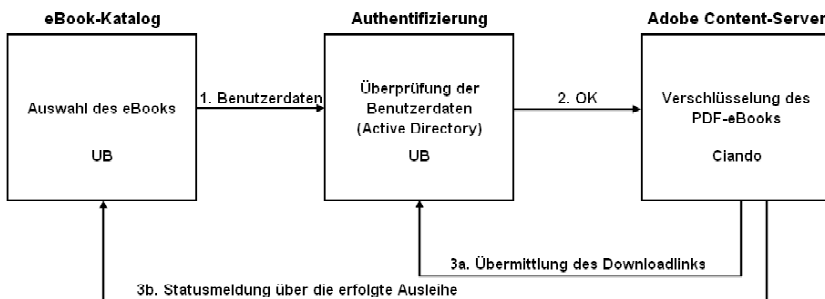 eBook-Katalog
Authentifizierung
Adobe Content-Server
Auswahl des eBooks
UB
1. Benutzerdaten
Überprüfung der
Benutzerdaten
(Active Directory)
UB
2. OK
Verschlüsselung des
PDF-eBooks
Ciando
3a. Übermittlung des Downloadlinks
3b. Statusmeldung über die erfolgte Ausleihe